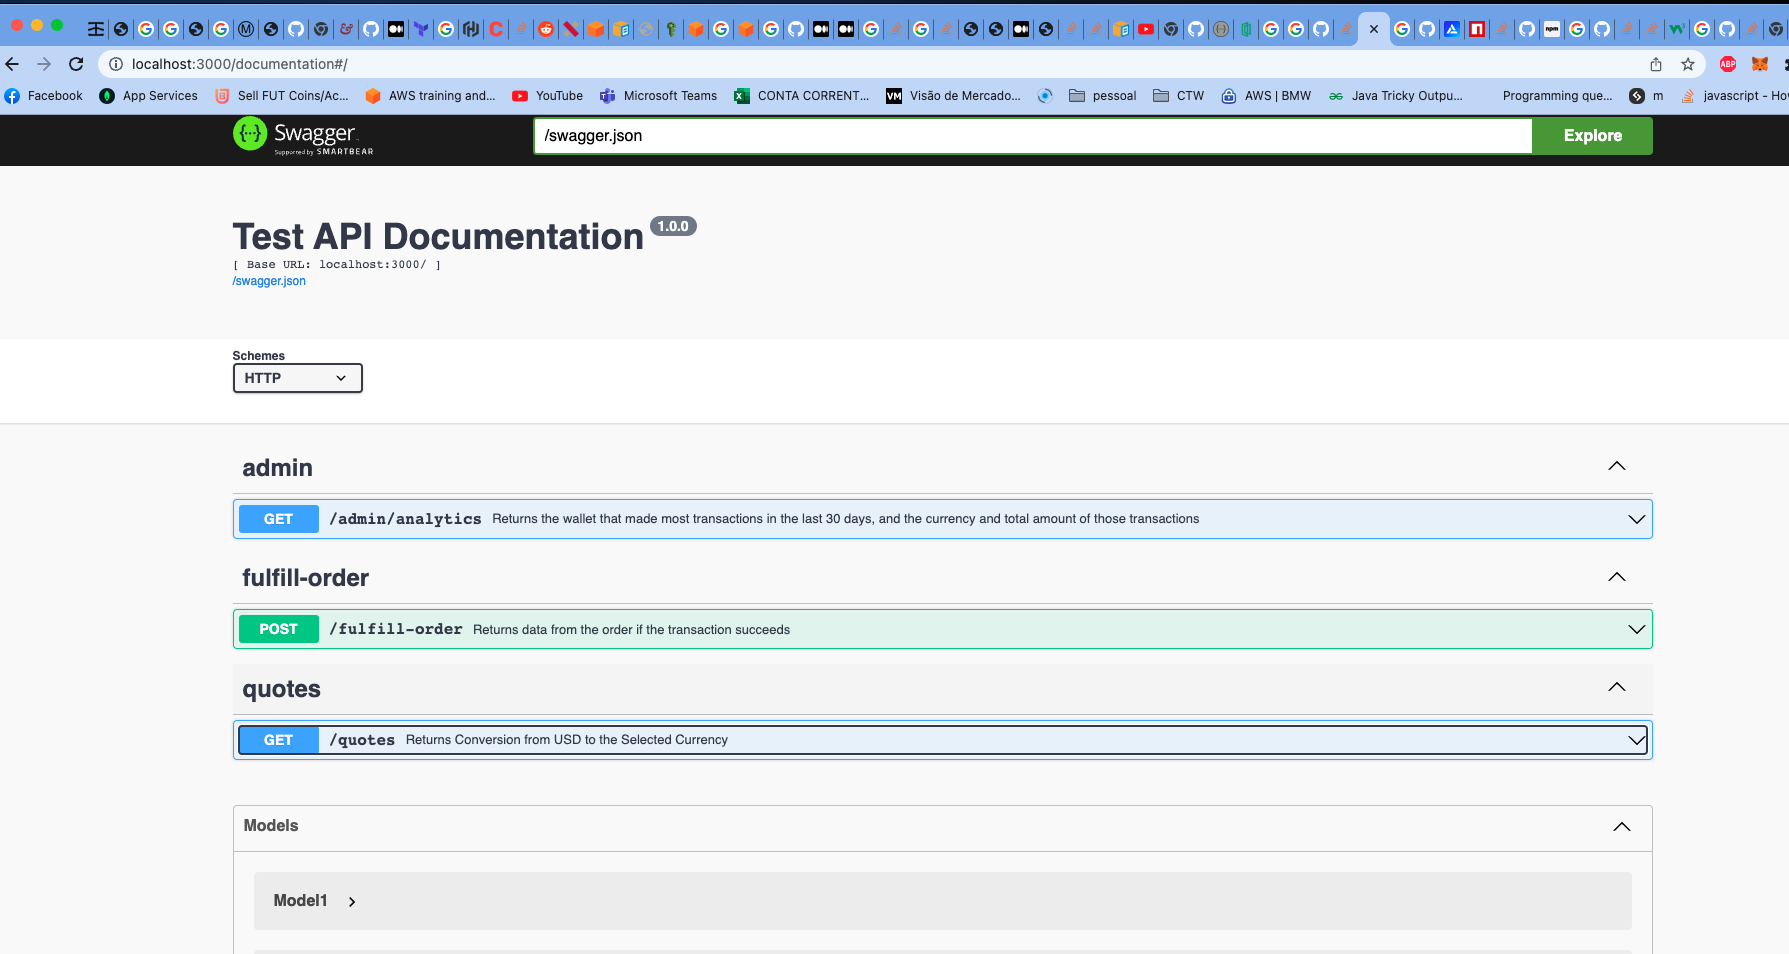 localhost:3000/documentation#/
ABP
Facebook
App Services
Sell FUT Coins/Ac...
AWS training and...
YouTube
Microsoft Teams
CONTA CORRENT...
VM
Visão de Mercado...
pessoal
CTW
AWS | BMW
Java Tricky Outpu...
Programming que...
m
javascript - Ho
Swagger
Supported by SMARTBEAR
/swagger.json
Explore
Test API Documentation 1.0.0
[ Base URL: localhost:3000/ ]
/swagger.json
Schemes
HTTP
admin
GET /admin/analytics Returns the wallet that made most transactions in the last 30 days, and the currency and total amount of those transactions
fulfill-order
POST /fulfill-order Returns data from the order if the transaction succeeds
quotes
GET /quotes Returns Conversion from USD to the Selected Currency
Models
Model1